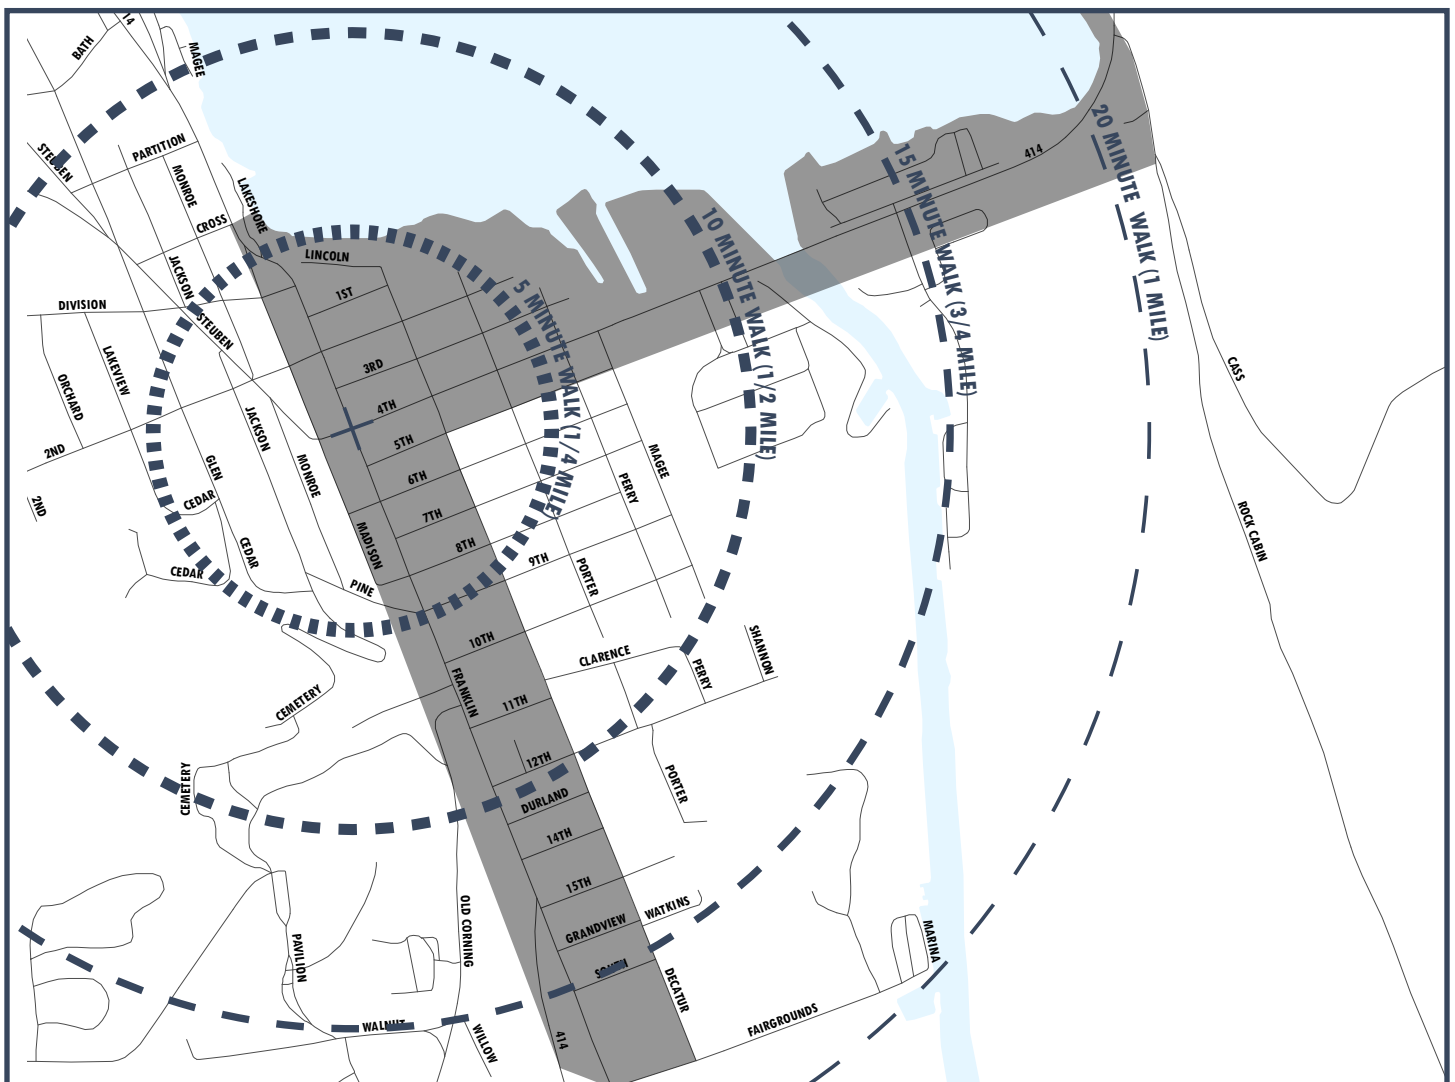 14
BATH
MAGEE
STEUBEN
PARTITION
MONROE
LAKESHORE
CROSS
JACKSON
LINCOLN
1ST
DIVISION
STEUBEN
LAKEVIEW
ORCHARD
3RD
4TH
5TH
6TH
7TH
8TH
9TH
2ND
2ND
GLEN
JACKSON
MONROE
CEDAR
CEDAR
CEDAR
MADISON
PINE
MAGEE
PERRY
PORTER
5 MINUTE WALK (1/4 MILE)
10 MINUTE WALK (1/2 MILE)
15 MINUTE WALK (3/4 MILE)
20 MINUTE WALK (1 MILE)
414
CASS
ROCK CABIN
10TH
CLARENCE
SHANNON
PERRY
FRANKLIN
11TH
CEMETERY
CEMETERY
12TH
DURLAND
14TH
PORTER
15TH
GRANDVIEW
WATKINS
SOUTH
DECATUR
OLD CORNING
PAVILION
WALNUT
WILLOW
414
FAIRGROUNDS
MARINA